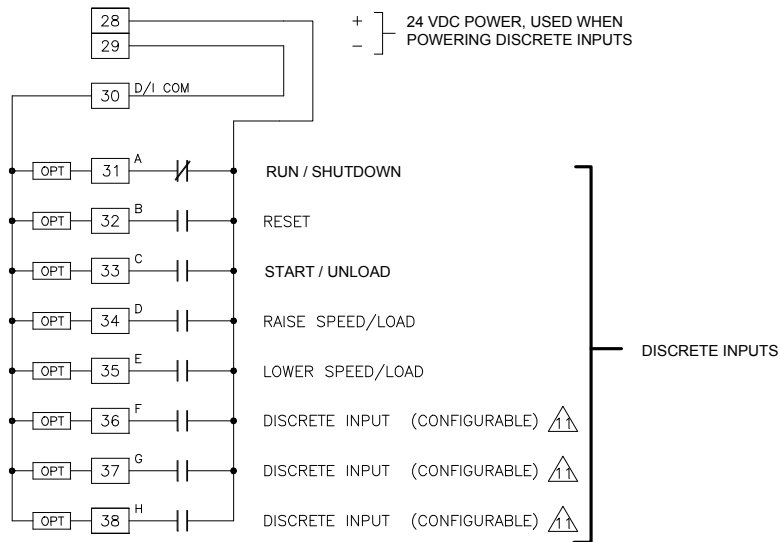 28
29
+
−
24 VDC POWER, USED WHEN
POWERING DISCRETE INPUTS
30 D/I COM
OPT 31 A RUN / SHUTDOWN
OPT 32 B RESET
OPT 33 C START / UNLOAD
OPT 34 D RAISE SPEED/LOAD
OPT 35 E LOWER SPEED/LOAD
OPT 36 F DISCRETE INPUT (CONFIGURABLE) 11
OPT 37 G DISCRETE INPUT (CONFIGURABLE) 11
OPT 38 H DISCRETE INPUT (CONFIGURABLE) 11
DISCRETE INPUTS